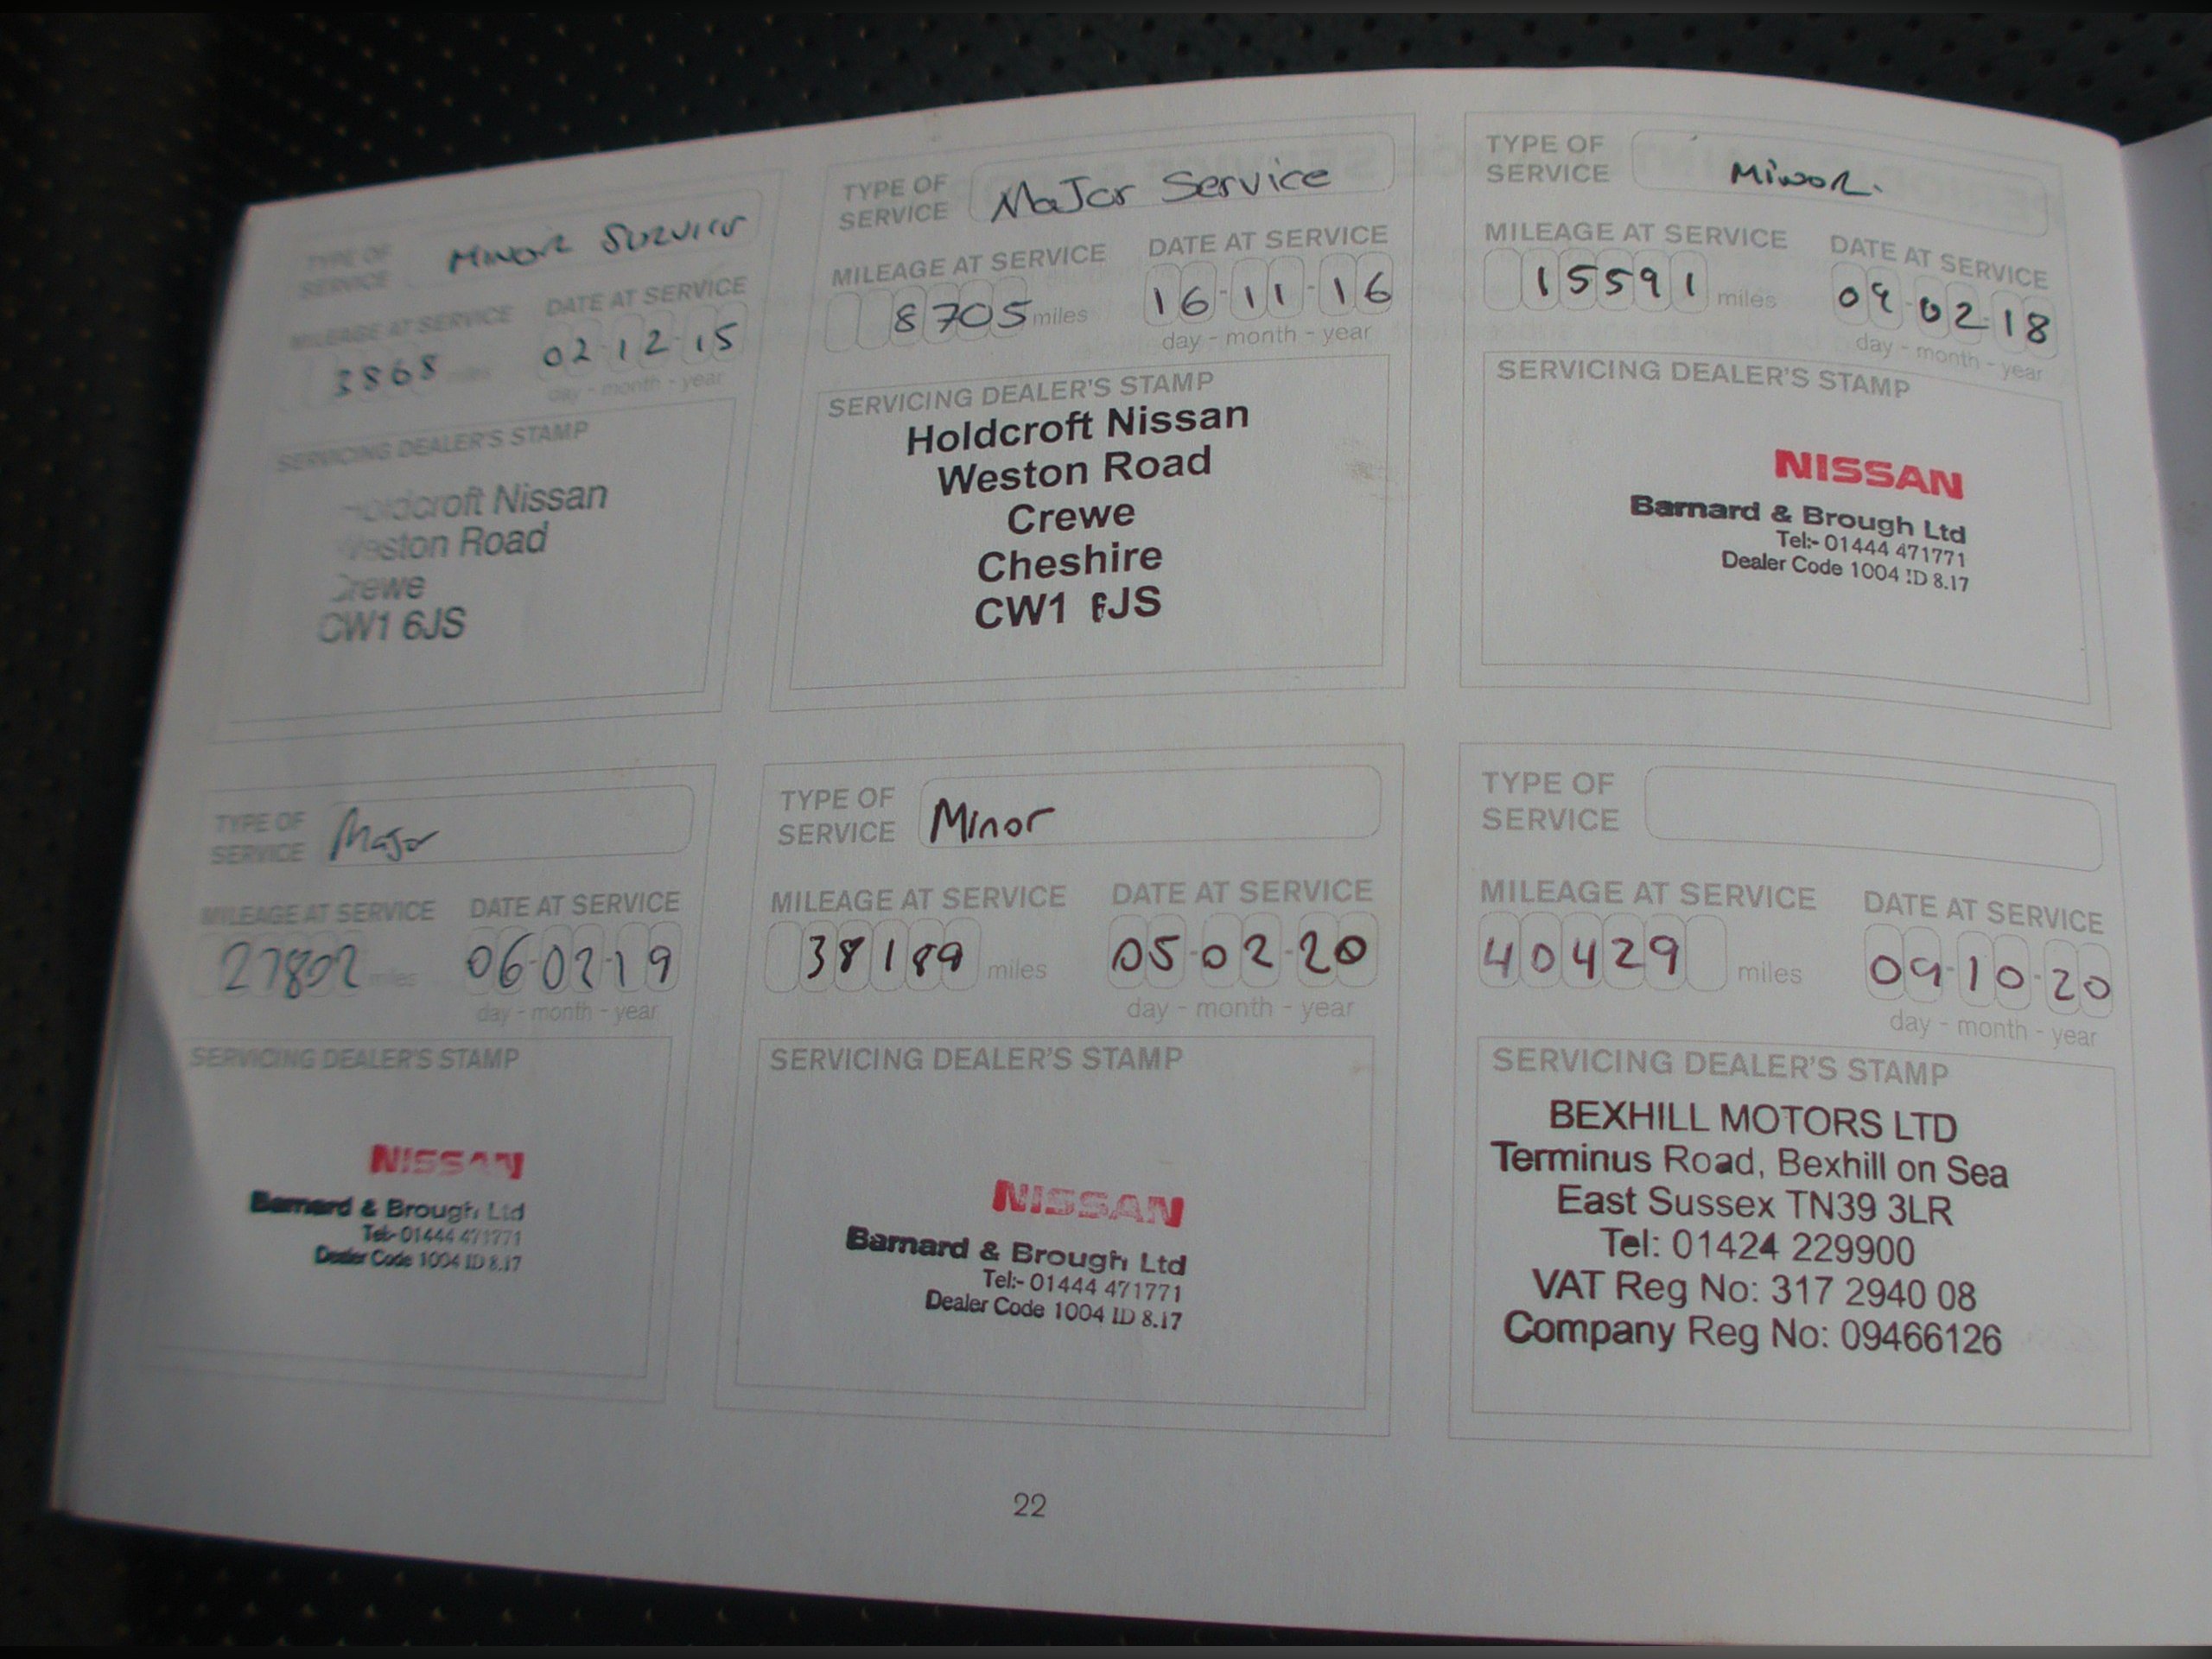 TYPE OF
SERVICE
Minor Service
MILEAGE AT SERVICE
DATE AT SERVICE
3868 miles
02-12-15
day - month - year
SERVICING DEALER'S STAMP
Holdcroft Nissan
Weston Road
Crewe
CW1 6JS
TYPE OF
SERVICE
MaJor Service
MILEAGE AT SERVICE
DATE AT SERVICE
8705 miles
16-11-16
day - month - year
SERVICING DEALER'S STAMP
Holdcroft Nissan
Weston Road
Crewe
Cheshire
CW1 6JS
TYPE OF
SERVICE
Minor.
MILEAGE AT SERVICE
DATE AT SERVICE
15591 miles
09-02-18
day - month - year
SERVICING DEALER'S STAMP
NISSAN
Barnard & Brough Ltd
Tel:- 01444 471771
Dealer Code 1004 ID 8.17
TYPE OF
SERVICE
Major
MILEAGE AT SERVICE
DATE AT SERVICE
27802 miles
06-02-19
day - month - year
SERVICING DEALER'S STAMP
NISSAN
Barnard & Brough Ltd
Tel:- 01444 471771
Dealer Code 1004 ID 8.17
TYPE OF
SERVICE
Minor
MILEAGE AT SERVICE
DATE AT SERVICE
38189 miles
05-02-20
day - month - year
SERVICING DEALER'S STAMP
NISSAN
Barnard & Brough Ltd
Tel:- 01444 471771
Dealer Code 1004 ID 8.17
TYPE OF
SERVICE
MILEAGE AT SERVICE
DATE AT SERVICE
40429 miles
09-10-20
day - month - year
SERVICING DEALER'S STAMP
BEXHILL MOTORS LTD
Terminus Road, Bexhill on Sea
East Sussex TN39 3LR
Tel: 01424 229900
VAT Reg No: 317 2940 08
Company Reg No: 09466126
22